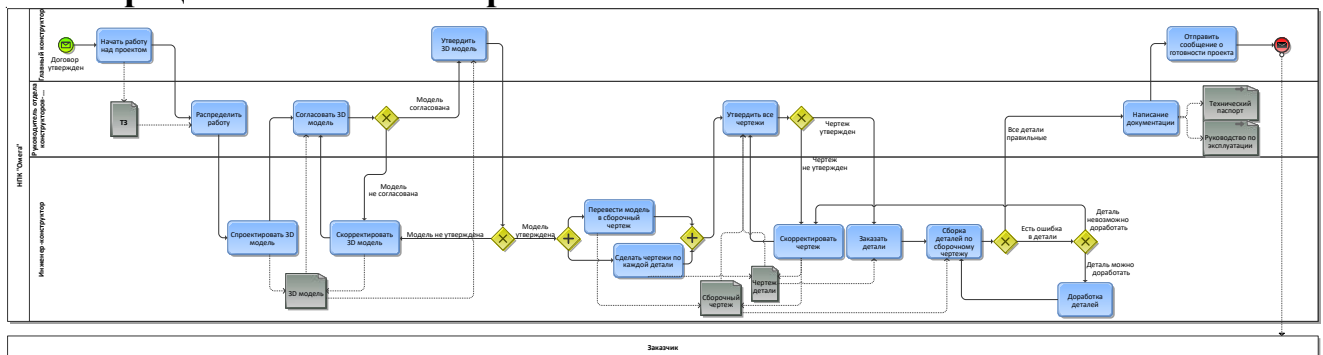 Главный конструктор
Начать работу
над проектом
Договор
утвержден
Утвердить
3D модель
Отправить
сообщение о
готовности проекта
НПК "Омега"
Руководитель отдела
конструкторов-...
ТЗ
Распределить
работу
Согласовать 3D
модель
Модель
согласована
Утвердить все
чертежи
Чертеж
утвержден
Чертеж
не утвержден
Все детали
правильные
Написание
документации
Технический
паспорт
Руководство по
эксплуатации
Инженер-конструктор
Модель
не согласована
Спроектировать 3D
модель
Скорректировать
3D модель
Модель не утверждена
Модель
утверждена
Перевести модель
в сборочный
чертеж
Сделать чертежи по
каждой детали
Скорректировать
чертеж
Заказать
детали
Сборка
деталей по
сборочному
чертежу
Есть ошибка
в детали
Деталь
невозможно
доработать
Деталь можно
доработать
3D модель
Сборочный
чертеж
Чертеж
детали
Доработка
деталей
Заказчик